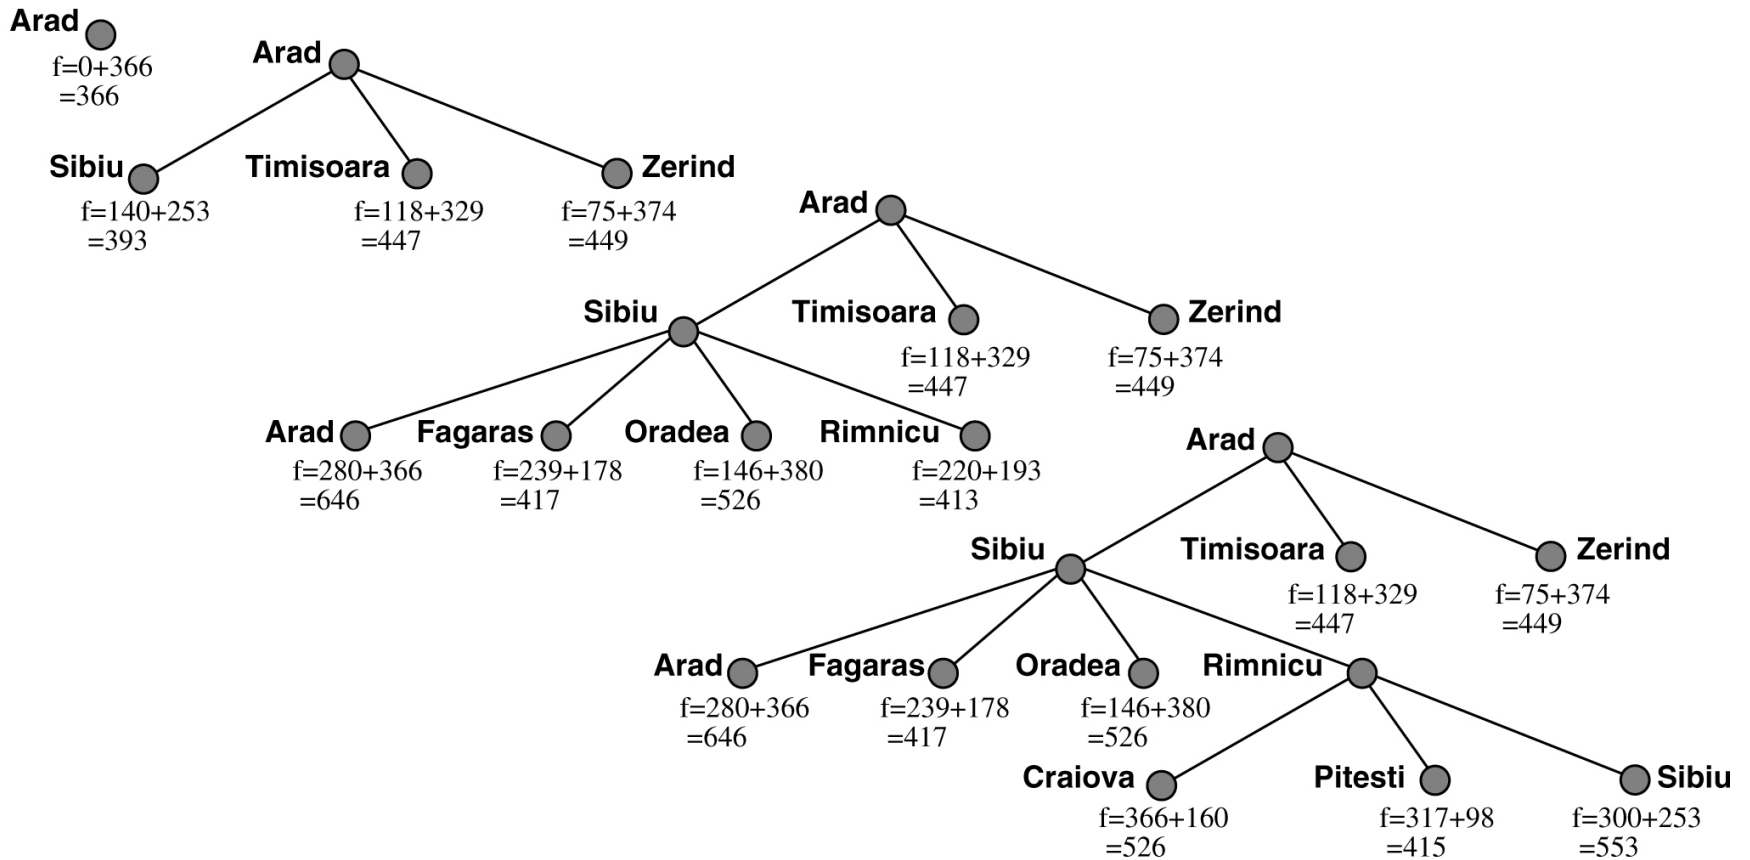 Arad
f=0+366
=366
Arad
Sibiu
f=140+253
=393
Timisoara
f=118+329
=447
Zerind
f=75+374
=449
Arad
Sibiu
Timisoara
f=118+329
=447
Zerind
f=75+374
=449
Arad
f=280+366
=646
Fagaras
f=239+178
=417
Oradea
f=146+380
=526
Rimnicu
f=220+193
=413
Arad
Sibiu
Timisoara
f=118+329
=447
Zerind
f=75+374
=449
Arad
f=280+366
=646
Fagaras
f=239+178
=417
Oradea
f=146+380
=526
Rimnicu
Craiova
f=366+160
=526
Pitesti
f=317+98
=415
Sibiu
f=300+253
=553